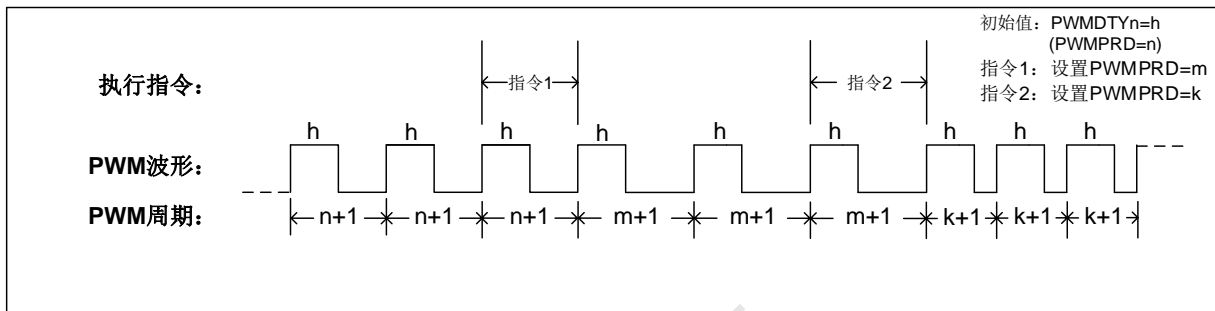 初始值：PWMDTYn=h
(PWMPRD=n)
指令1：设置PWMPRD=m
指令2：设置PWMPRD=k
执行指令： 指令1 指令2
h h h h h h h h h
PWM波形：
PWM周期： n+1 n+1 n+1 m+1 m+1 m+1 k+1 k+1 k+1